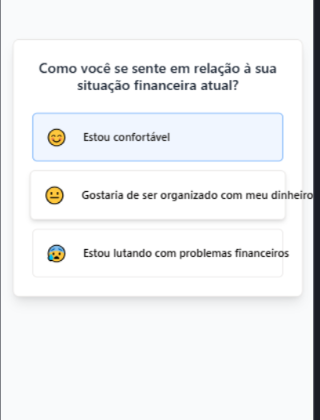 Como você se sente em relação à sua
situação financeira atual?
Estou confortável
Gostaria de ser organizado com meu dinheiro
Estou lutando com problemas financeiros